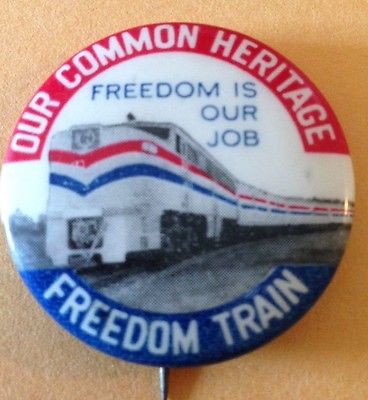 OUR COMMON HERITAGE
FREEDOM IS
OUR
JOB
FREEDOM TRAIN